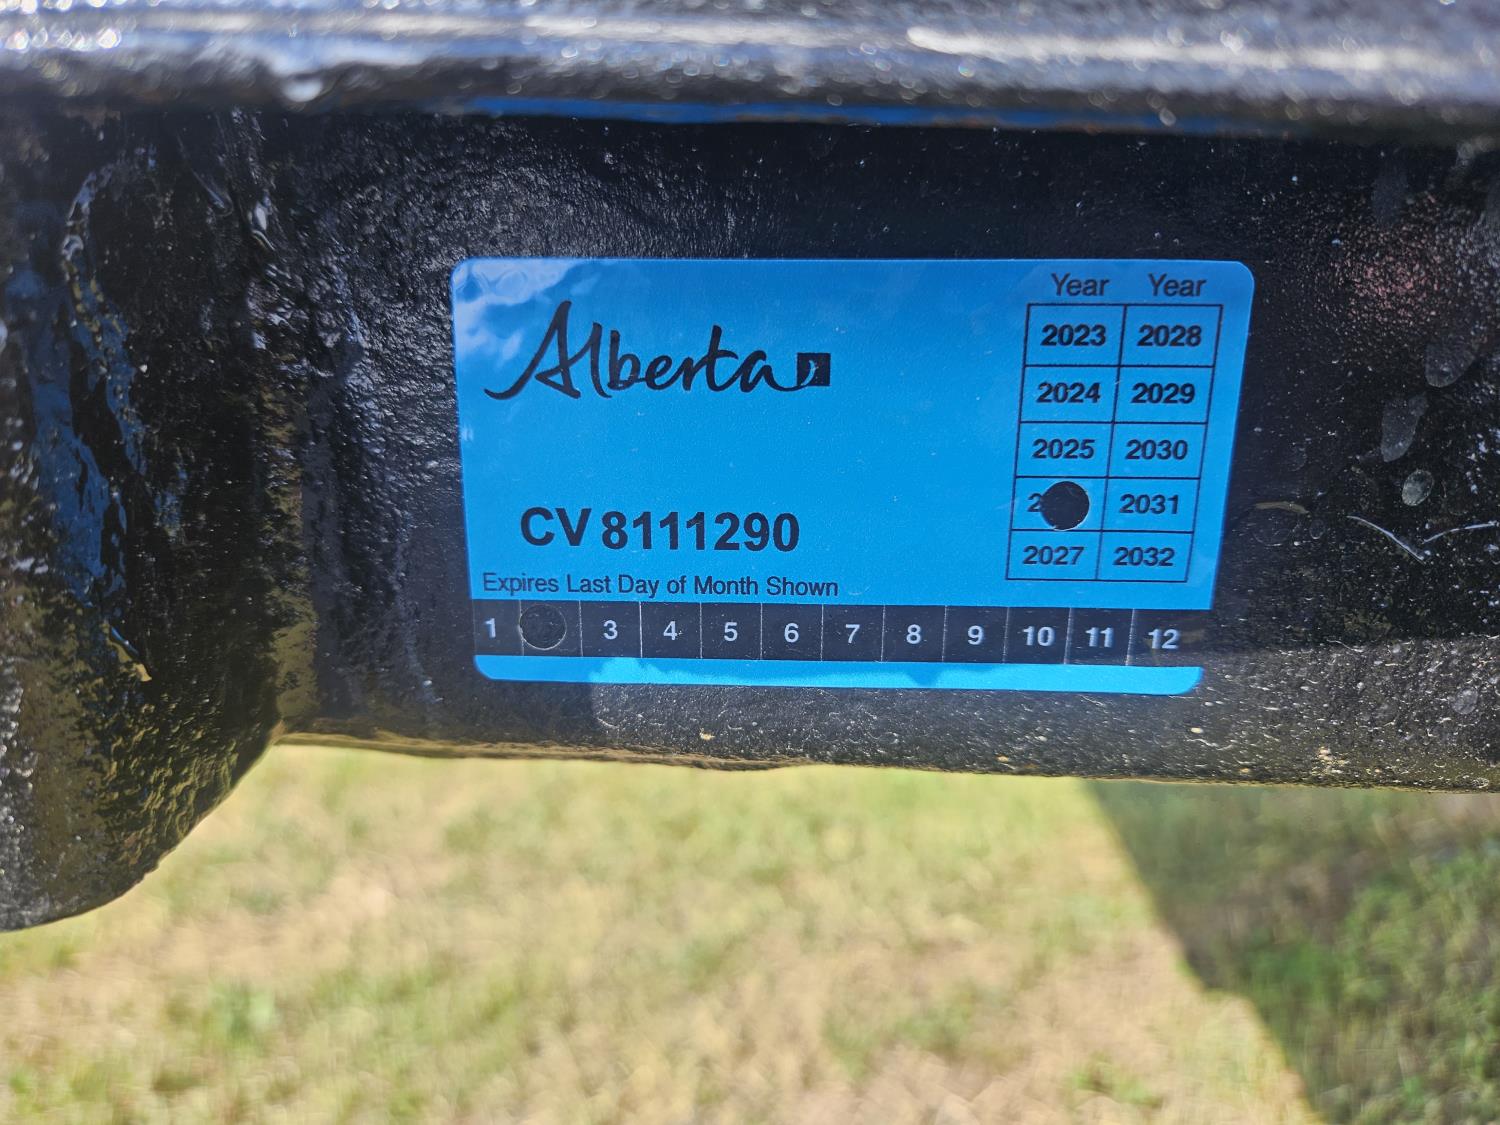 Alberta
Year Year
2023 2028
2024 2029
2025 2030
2031
2027 2032
CV 8111290
Expires Last Day of Month Shown
1 3 4 5 6 7 8 9 10 11 12